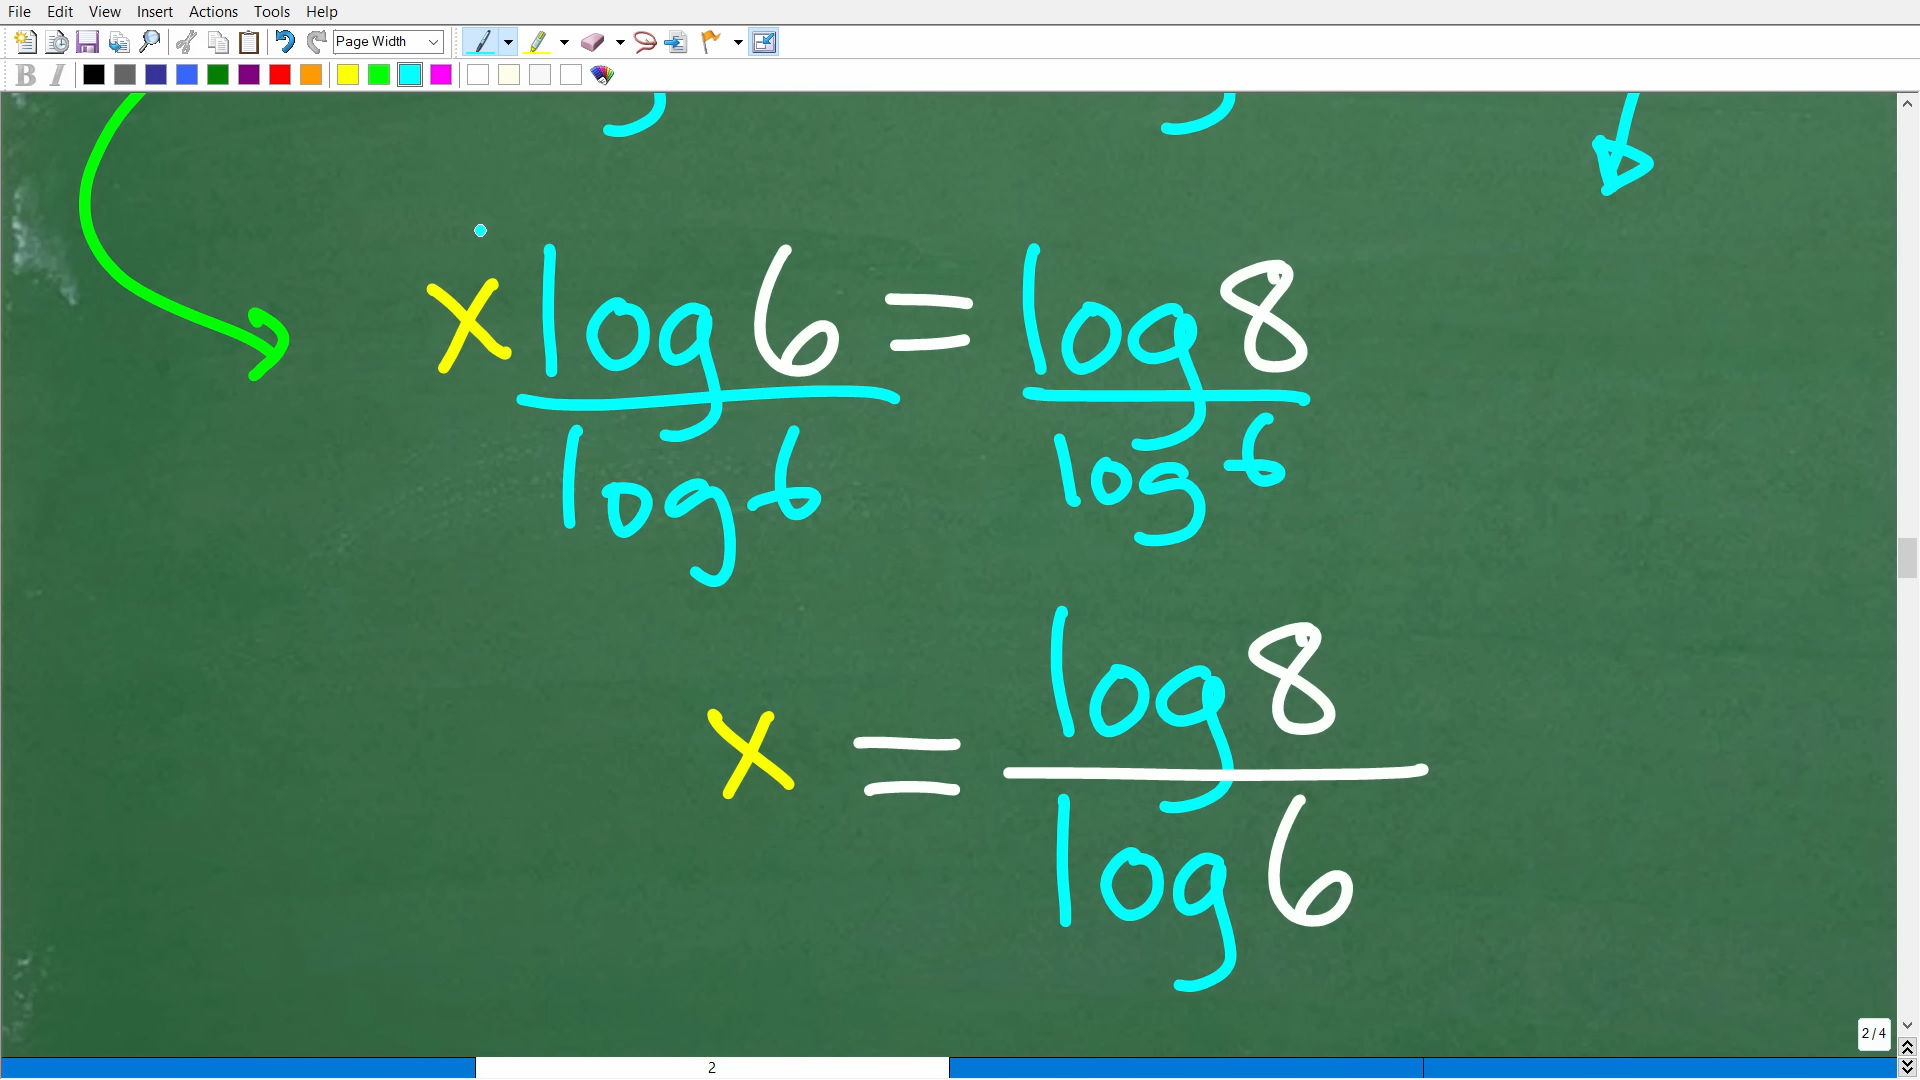 File Edit View Insert Actions Tools Help
Page Width
B I
x log 6 = log 8
log 6 log 6
x = log 8
log 6
2 / 4
2